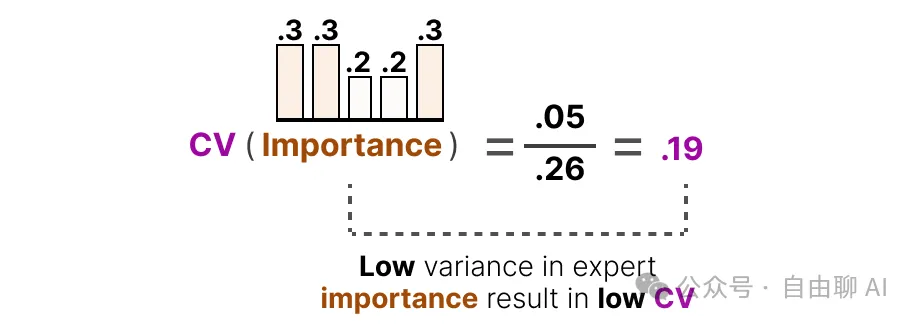 .3 .3 .2 .2 .3
CV ( Importance ) = .05 / .26 = .19
Low variance in expert
importance result in low CV
公众号 · 自由聊 AI